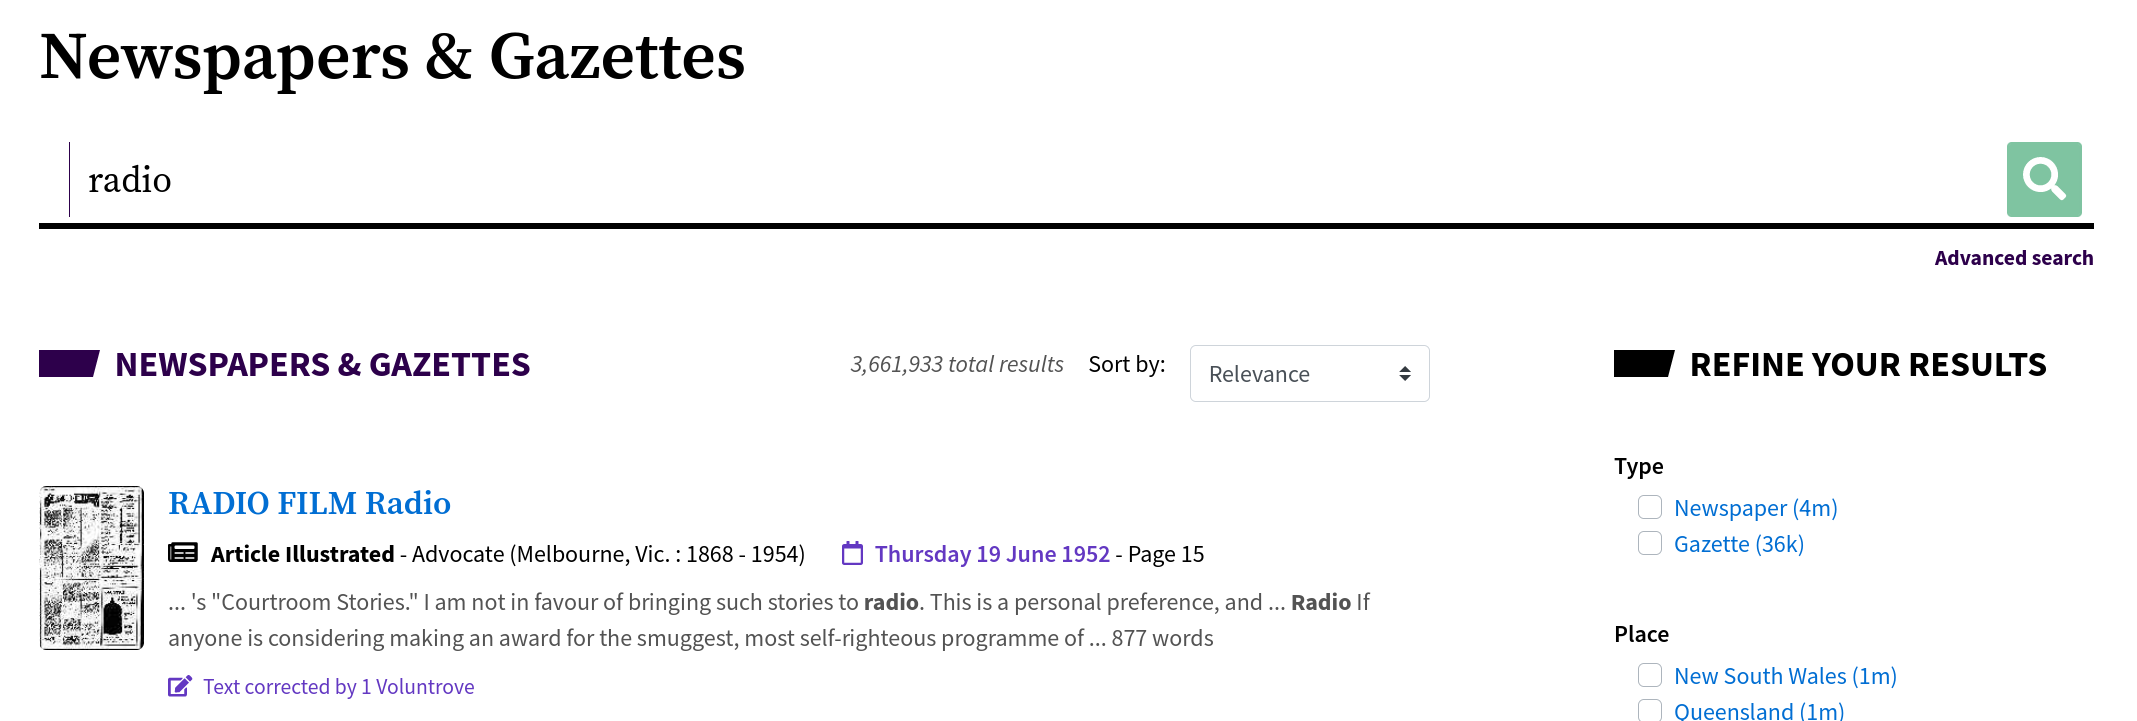 Newspapers & Gazettes
radio
Advanced search
NEWSPAPERS & GAZETTES
3,661,933 total results Sort by: Relevance
REFINE YOUR RESULTS
RADIO FILM Radio
Article Illustrated - Advocate (Melbourne, Vic. : 1868 - 1954) Thursday 19 June 1952 - Page 15
... 's "Courtroom Stories." I am not in favour of bringing such stories to radio. This is a personal preference, and ... Radio If
anyone is considering making an award for the smuggest, most self-righteous programme of ... 877 words
Text corrected by 1 Voluntrove
Type
Newspaper (4m)
Gazette (36k)
Place
New South Wales (1m)
Queensland (1m)